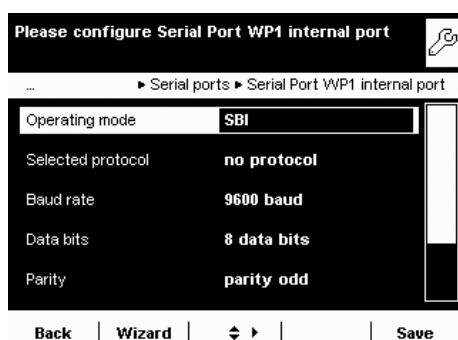 Please configure Serial Port WP1 internal port
... ▸ Serial ports ▸ Serial Port WP1 internal port
Operating mode SBI
Selected protocol no protocol
Baud rate 9600 baud
Data bits 8 data bits
Parity parity odd
Back Wizard Save